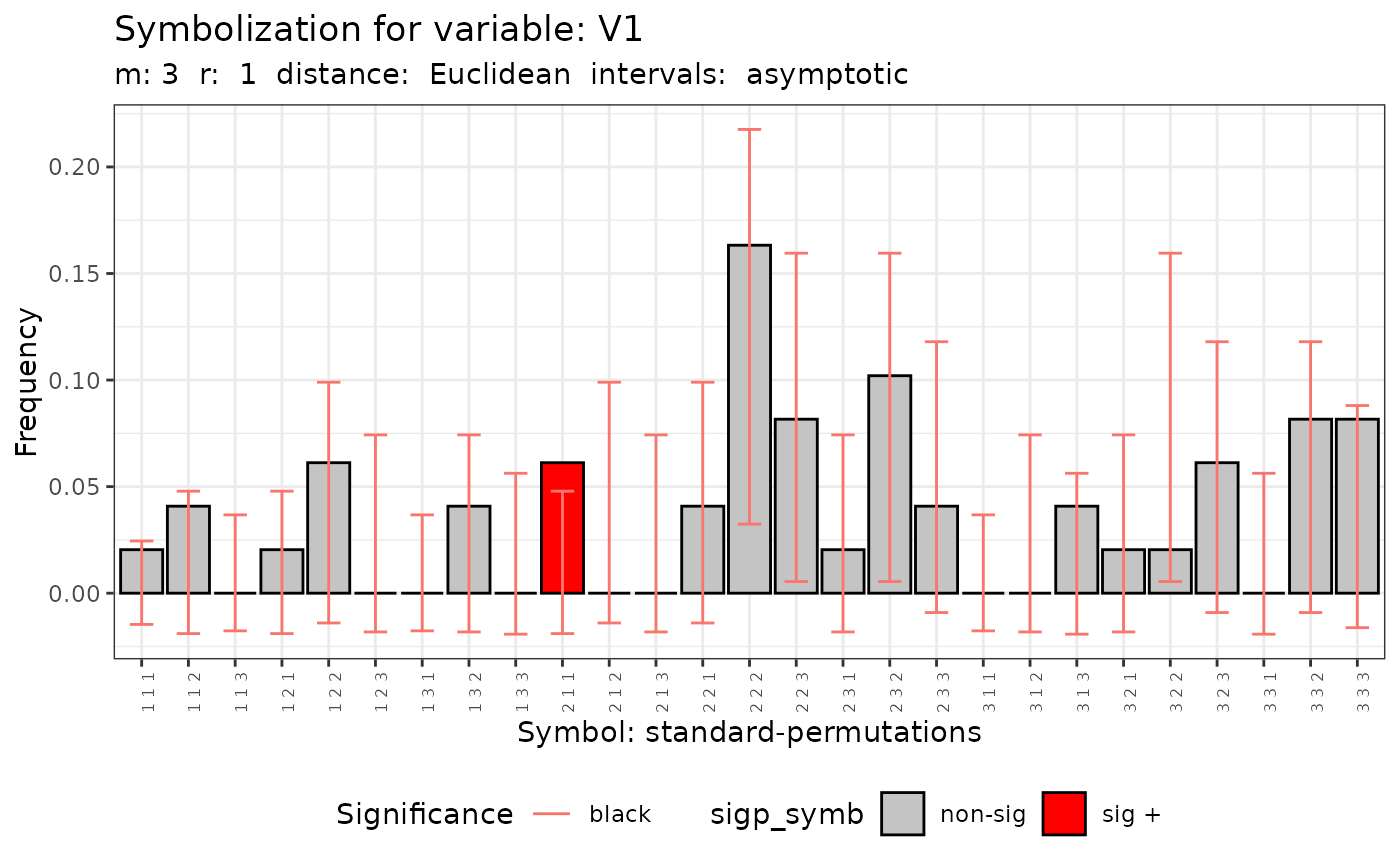 Symbolization for variable: V1
m: 3 r: 1 distance: Euclidean intervals: asymptotic
Frequency
0.20
0.15
0.10
0.05
0.00
1 1 1
1 1 2
1 1 3
1 2 1
1 2 2
1 2 3
1 3 1
1 3 2
1 3 3
2 1 1
2 1 2
2 1 3
2 2 1
2 2 2
2 2 3
2 3 1
2 3 2
2 3 3
3 1 1
3 1 2
3 1 3
3 2 1
3 2 2
3 2 3
3 3 1
3 3 2
3 3 3
Symbol: standard-permutations
Significance black sigp_symb non-sig sig +